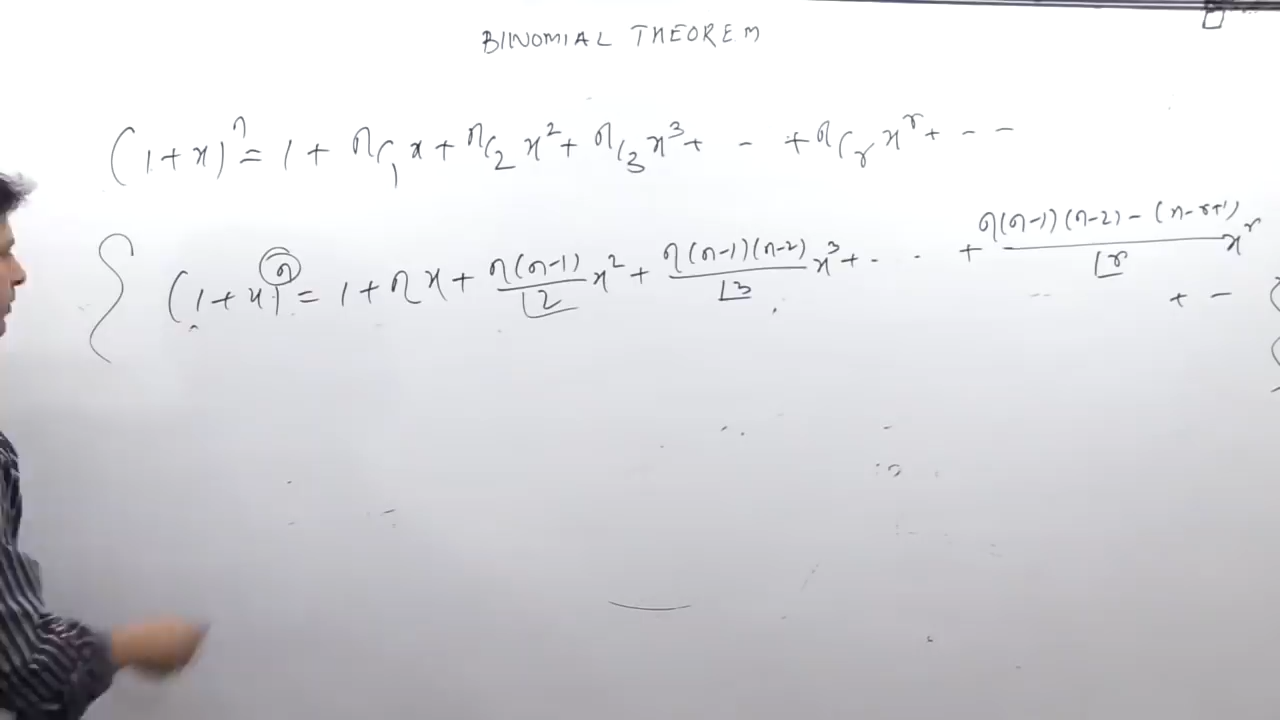 BINOMIAL THEOREM
(1+x)^n = 1 + nC1 x + nC2 x^2 + nC3 x^3 + - + nCr x^r + - -
{ (1+x)^n = 1 + nx + n(n-1)/⌊2 x^2 + n(n-1)(n-2)/⌊3 x^3 + . . + n(n-1)(n-2) - (n-r+1)/⌊r x^r
+ -